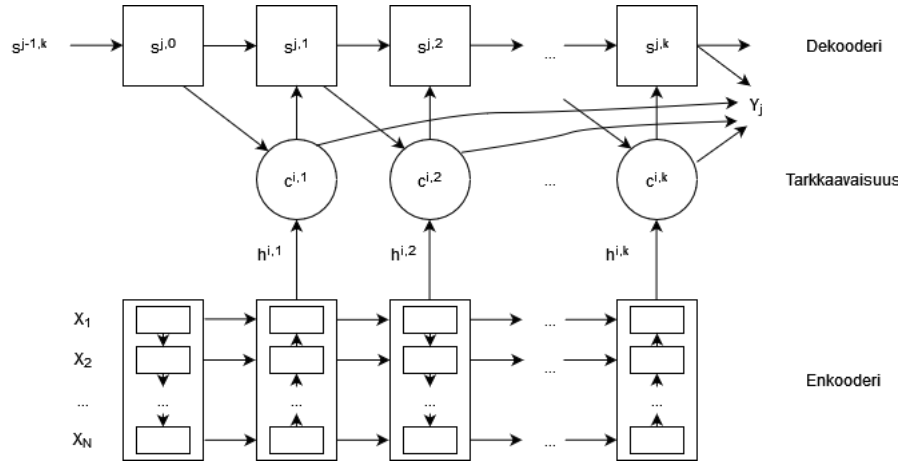 s^{j-1,k} s^{j,0} s^{j,1} s^{j,2} ... s^{j,k} Dekooderi
Y_j
c^{i,1} c^{i,2} ... c^{i,k} Tarkkaavaisuus
h^{i,1} h^{i,2} h^{i,k}
X_1 ...
X_2 ... Enkooderi
... ... ... ... ...
X_N ...